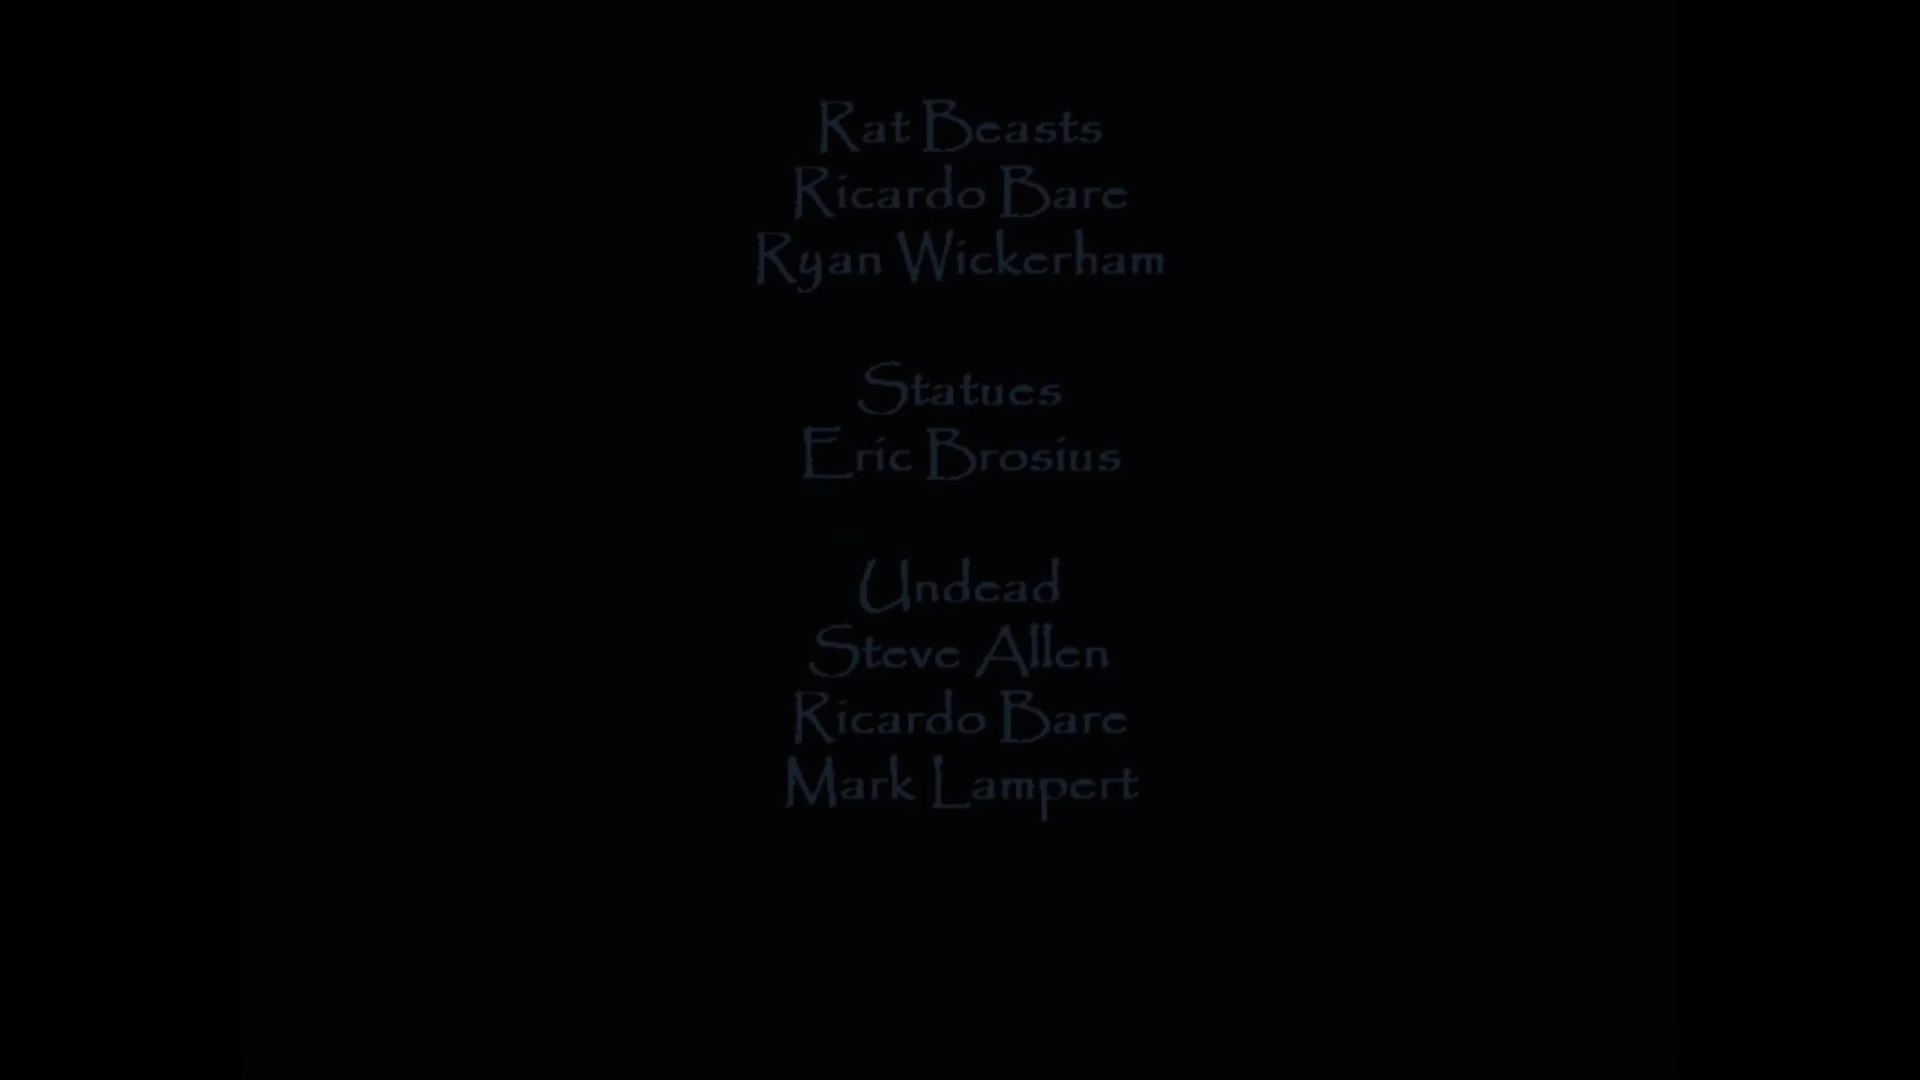 Rat Beasts
Ricardo Bare
Ryan Wickerham
Statues
Eric Brosius
Undead
Steve Allen
Ricardo Bare
Mark Lampert